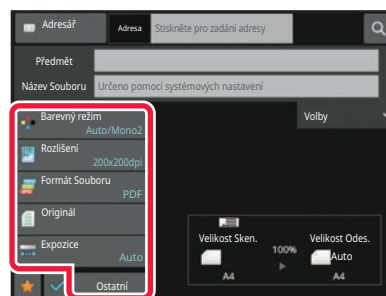 Adresář
Adresa
Stiskněte pro zadání adresy
Předmět
Název Souboru
Určeno pomocí systémových nastavení
Barevný režim
Auto/Mono2
Volby
Rozlišení
200x200dpi
Formát Souboru
PDF
Originál
Expozice
Auto
Ostatní
Velikost Sken.
100%
Velikost Odes.
Auto
A4
A4